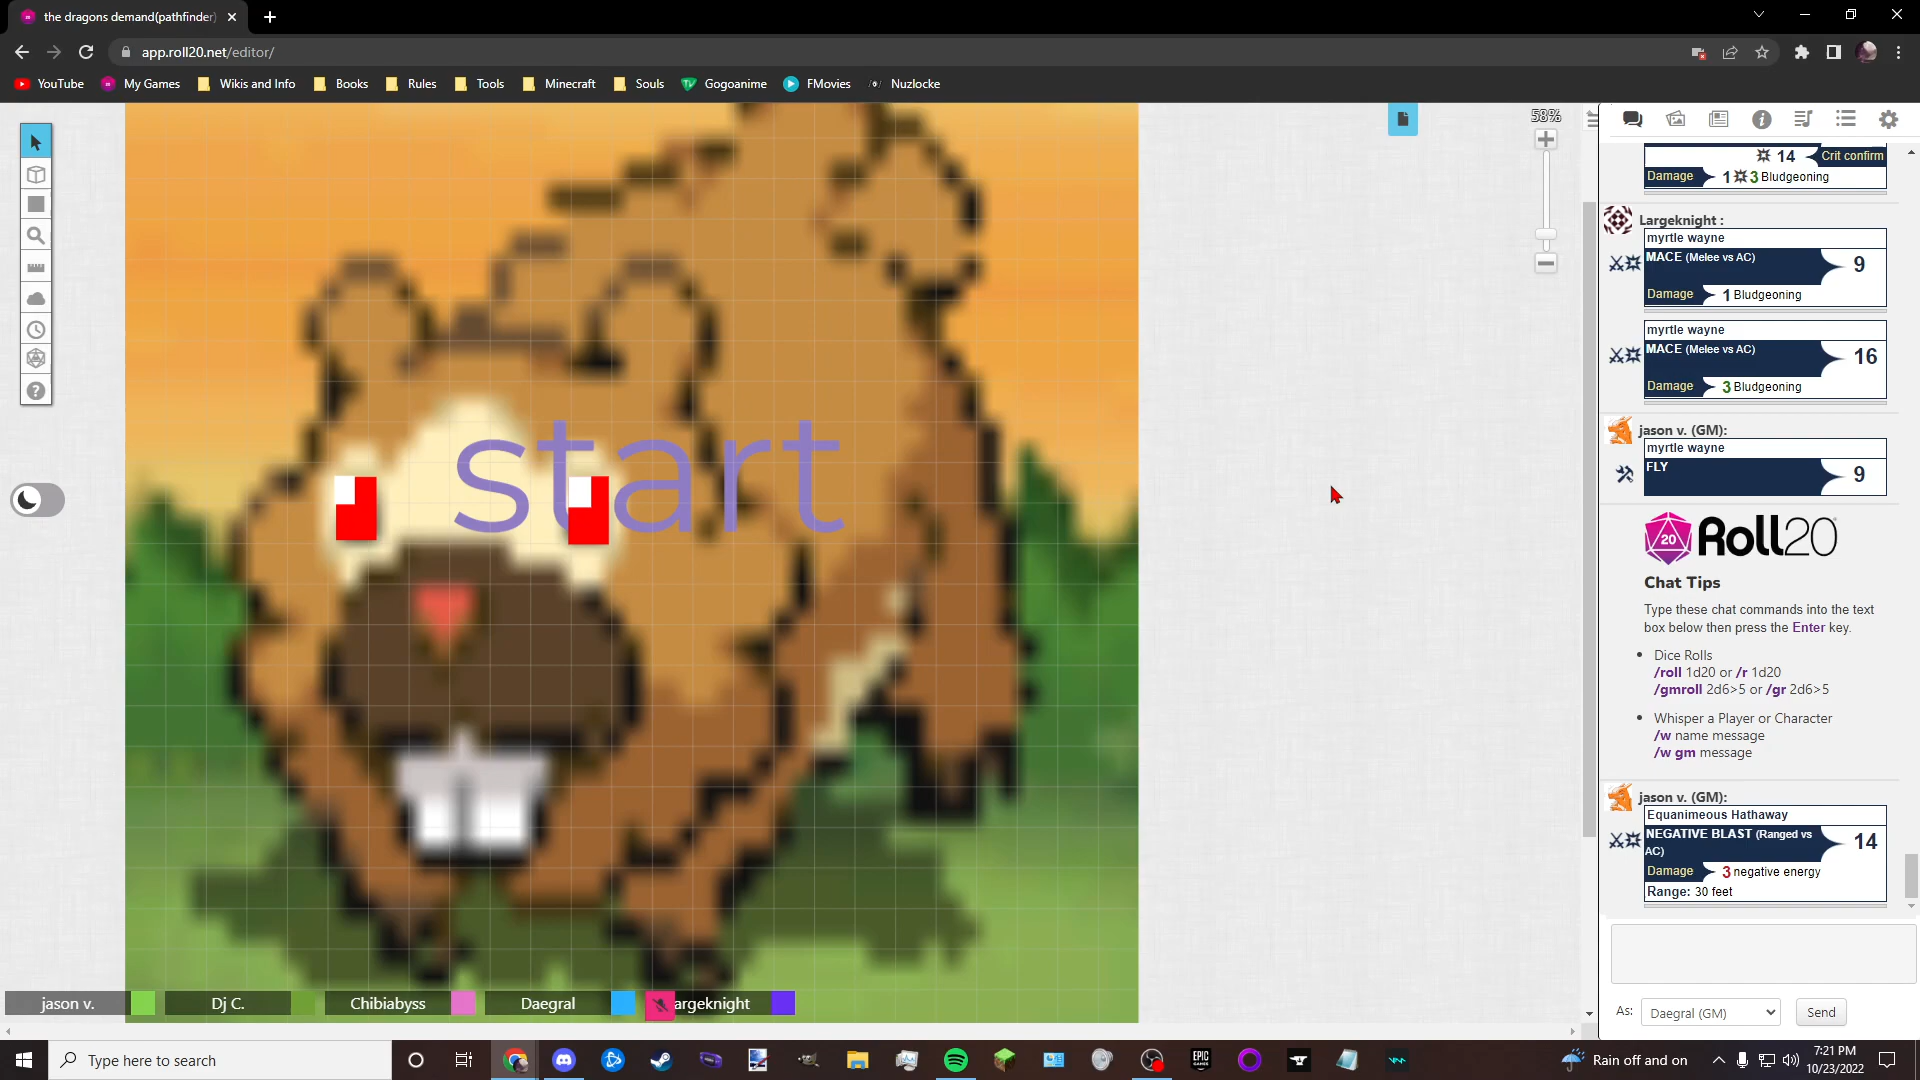 the dragons demand(pathfinder)
app.roll20.net/editor/
YouTube My Games Wikis and Info Books Rules Tools Minecraft Souls Gogoanime FMovies Nuzlocke
58%
start
14 Crit confirm
Damage 1 3 Bludgeoning
Largeknight :
myrtle wayne
MACE (Melee vs AC) 9
Damage 1 Bludgeoning
myrtle wayne
MACE (Melee vs AC) 16
Damage 3 Bludgeoning
jason v. (GM):
myrtle wayne
FLY 9
20 Roll20
Chat Tips
Type these chat commands into the text
box below then press the Enter key.
• Dice Rolls
/roll 1d20 or /r 1d20
/gmroll 2d6>5 or /gr 2d6>5
• Whisper a Player or Character
/w name message
/w gm message
jason v. (GM):
Equanimeous Hathaway
NEGATIVE BLAST (Ranged vs
AC) 14
Damage 3 negative energy
Range: 30 feet
As: Daegral (GM) Send
jason v. Dj C. Chibiabyss Daegral argeknight
Type here to search
EPIC GAMES
Rain off and on
7:21 PM
10/23/2022